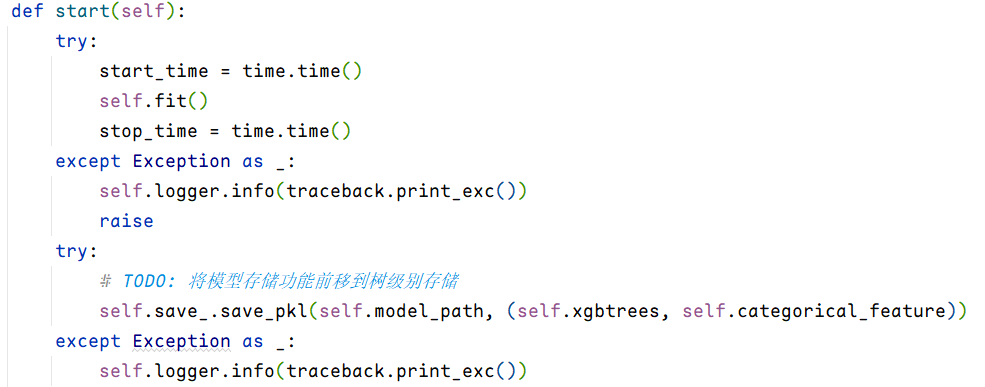 def start(self):
    try:
        start_time = time.time()
        self.fit()
        stop_time = time.time()
    except Exception as _:
        self.logger.info(traceback.print_exc())
        raise
    try:
        # TODO: 将模型存储功能前移到树级别存储
        self.save_.save_pkl(self.model_path, (self.xgbtrees, self.categorical_feature))
    except Exception as _:
        self.logger.info(traceback.print_exc())